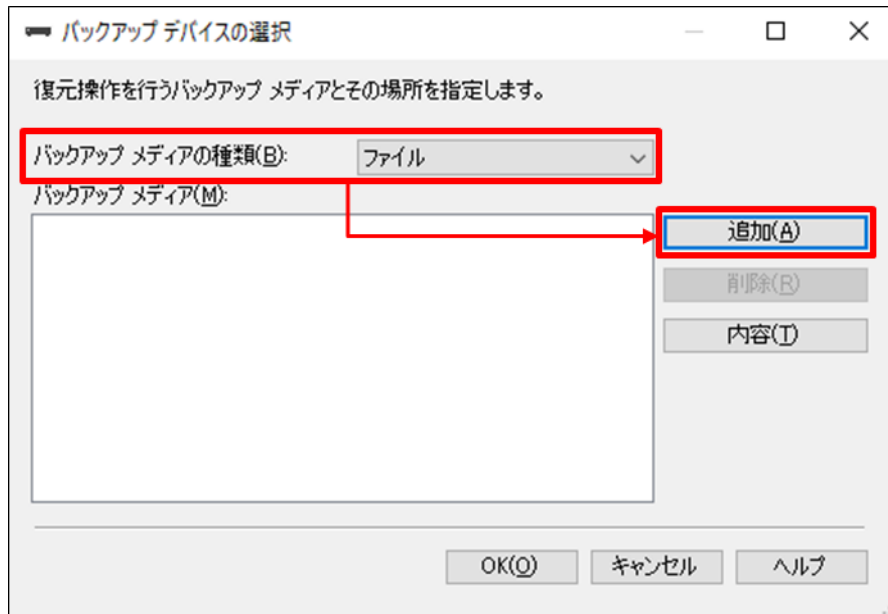 バックアップ デバイスの選択
復元操作を行うバックアップ メディアとその場所を指定します。
バックアップ メディアの種類(B): ファイル
バックアップ メディア(M):
追加(A)
削除(R)
内容(T)
OK(O) キャンセル ヘルプ